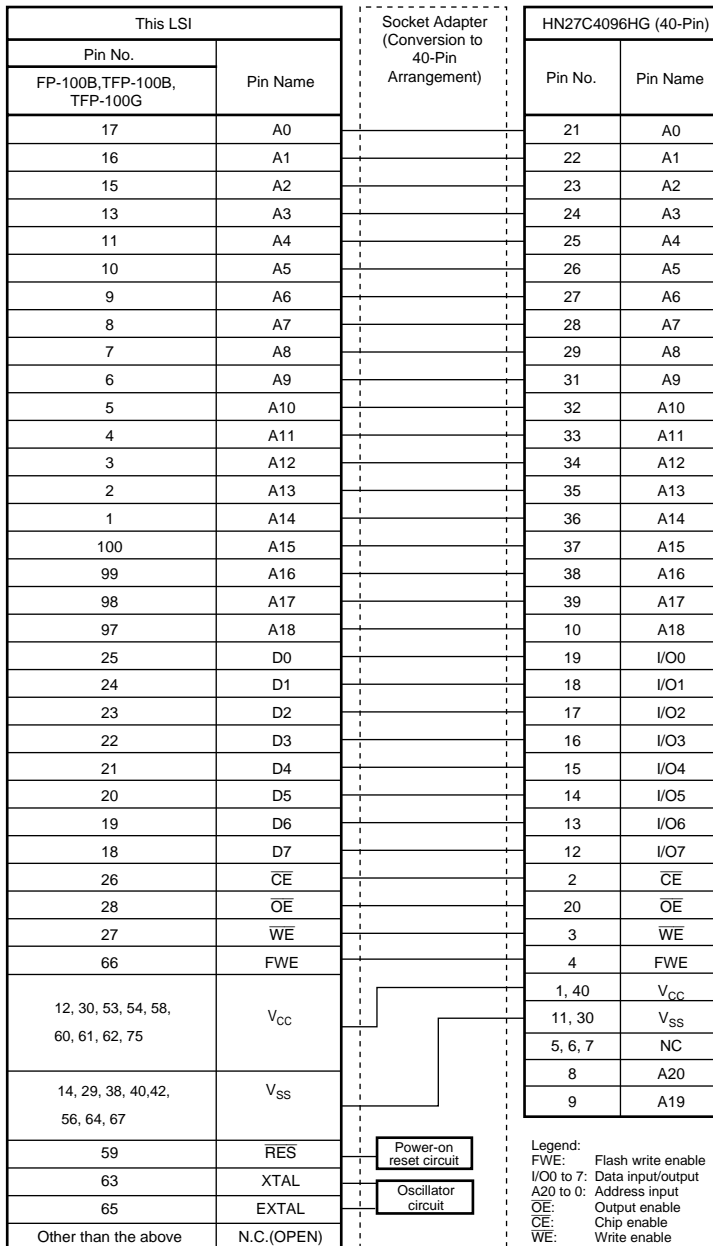 This LSI
Socket Adapter
(Conversion to
40-Pin
Arrangement)
HN27C4096HG (40-Pin)
Pin No.
Pin Name
Pin No.
Pin Name
FP-100B,TFP-100B,
TFP-100G
17 A0 21 A0
16 A1 22 A1
15 A2 23 A2
13 A3 24 A3
11 A4 25 A4
10 A5 26 A5
9 A6 27 A6
8 A7 28 A7
7 A8 29 A8
6 A9 31 A9
5 A10 32 A10
4 A11 33 A11
3 A12 34 A12
2 A13 35 A13
1 A14 36 A14
100 A15 37 A15
99 A16 38 A16
98 A17 39 A17
97 A18 10 A18
25 D0 19 I/O0
24 D1 18 I/O1
23 D2 17 I/O2
22 D3 16 I/O3
21 D4 15 I/O4
20 D5 14 I/O5
19 D6 13 I/O6
18 D7 12 I/O7
26 CE 2 CE
28 OE 20 OE
27 WE 3 WE
66 FWE 4 FWE
12, 30, 53, 54, 58,
60, 61, 62, 75
VCC
1, 40 VCC
11, 30 VSS
5, 6, 7 NC
8 A20
9 A19
14, 29, 38, 40,42,
56, 64, 67
VSS
59 RES
Power-on
reset circuit
63 XTAL
65 EXTAL
Oscillator
circuit
Other than the above N.C.(OPEN)
Legend:
FWE: Flash write enable
I/O0 to 7: Data input/output
A20 to 0: Address input
OE: Output enable
CE: Chip enable
WE: Write enable